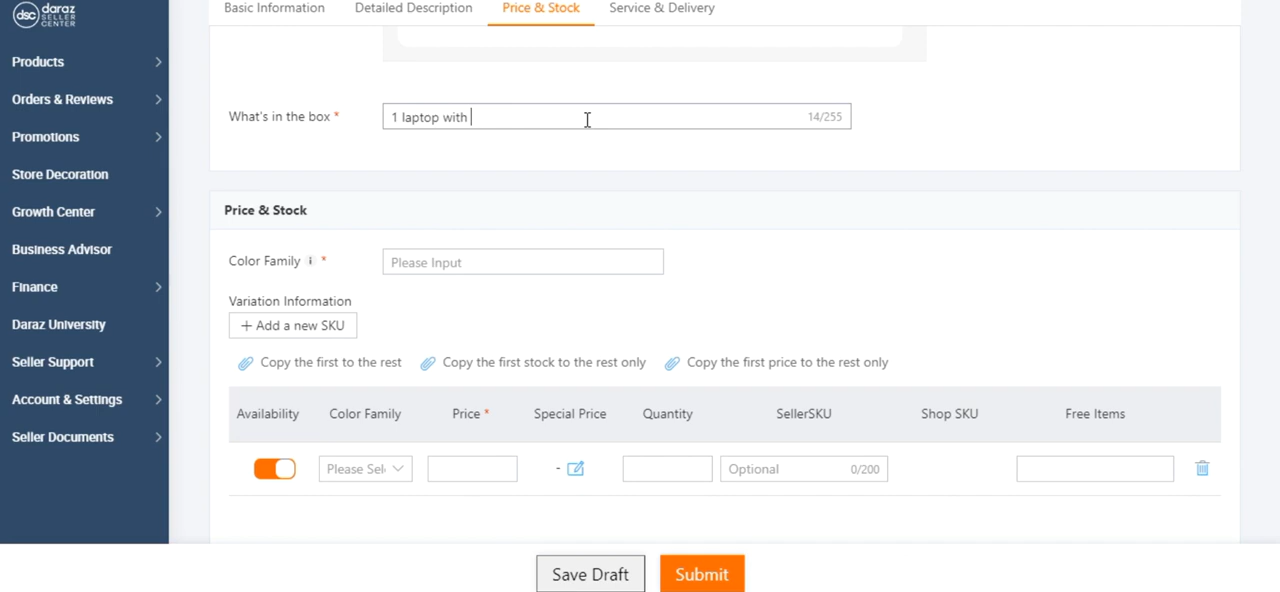 dsc daraz SELLER CENTER
Basic Information Detailed Description Price & Stock Service & Delivery
Products
Orders & Reviews
Promotions
Store Decoration
Growth Center
Business Advisor
Finance
Daraz University
Seller Support
Account & Settings
Seller Documents
What's in the box * 1 laptop with 14/255
Price & Stock
Color Family i * Please Input
Variation Information
+ Add a new SKU
Copy the first to the rest Copy the first stock to the rest only Copy the first price to the rest only
Availability Color Family Price * Special Price Quantity SellerSKU Shop SKU Free Items
Please Sel - Optional 0/200
Save Draft Submit